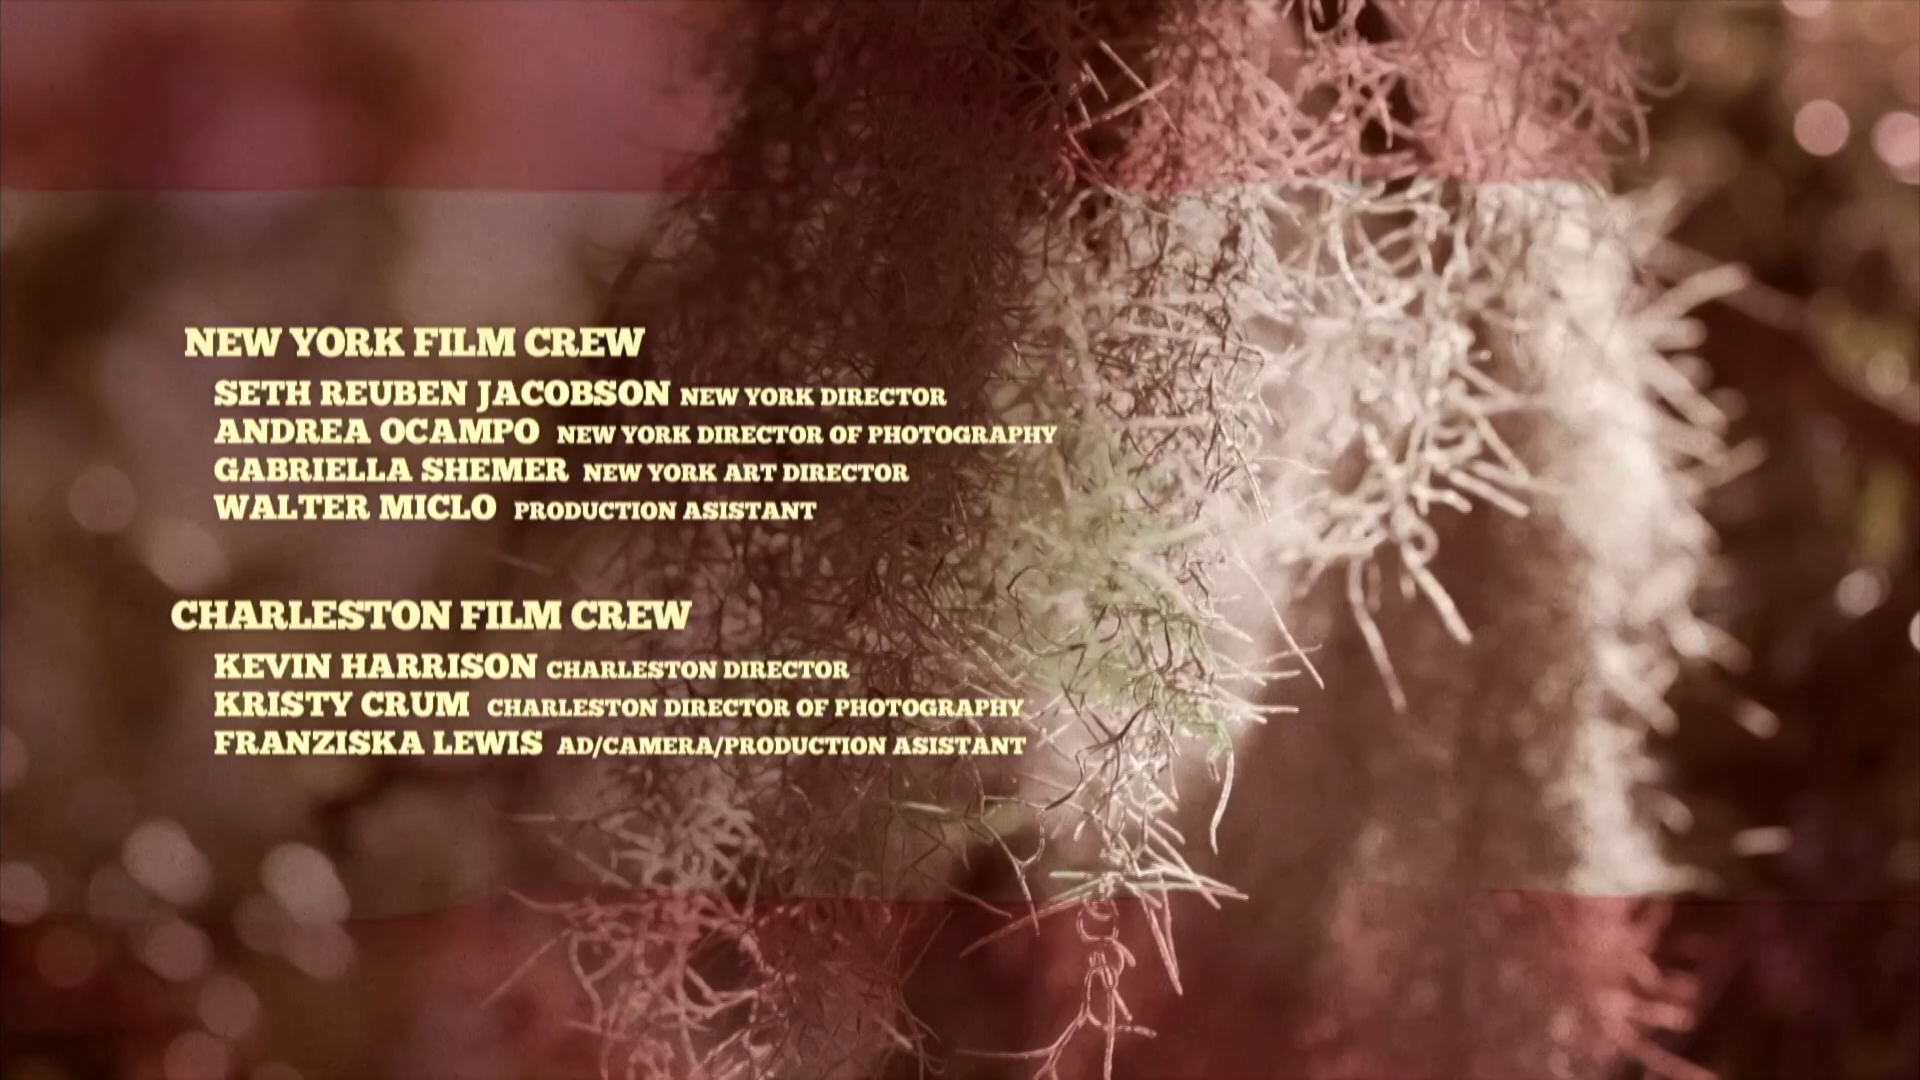 NEW YORK FILM CREW
SETH REUBEN JACOBSON NEW YORK DIRECTOR
ANDREA OCAMPO NEW YORK DIRECTOR OF PHOTOGRAPHY
GABRIELLA SHEMER NEW YORK ART DIRECTOR
WALTER MICLO PRODUCTION ASISTANT
CHARLESTON FILM CREW
KEVIN HARRISON CHARLESTON DIRECTOR
KRISTY CRUM CHARLESTON DIRECTOR OF PHOTOGRAPHY
FRANZISKA LEWIS AD/CAMERA/PRODUCTION ASISTANT